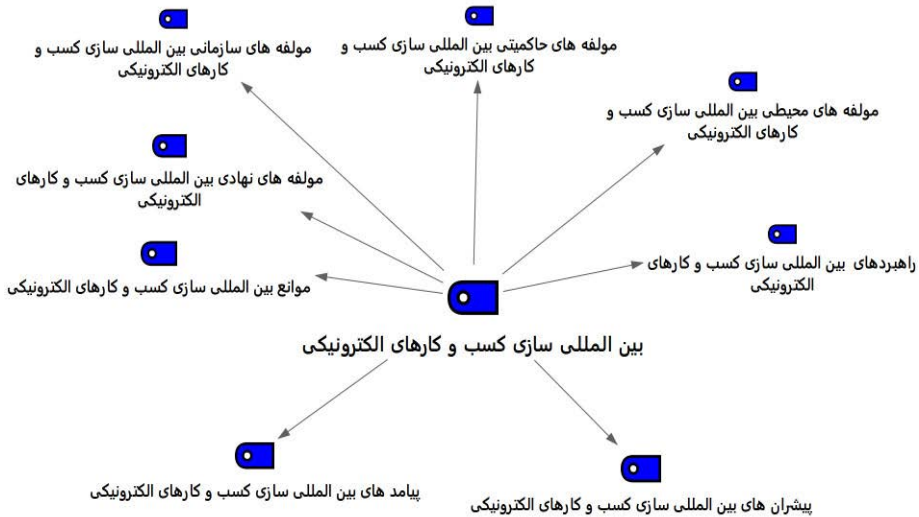 مولفه های حاکمیتی بین المللی سازی کسب و
کارهای الکترونیکی
مولفه های سازمانی بین المللی سازی کسب و
کارهای الکترونیکی
مولفه های محیطی بین المللی سازی کسب و
کارهای الکترونیکی
مولفه های نهادی بین المللی سازی کسب و کارهای
الکترونیکی
راهبردهای بین المللی سازی کسب و کارهای
الکترونیکی
موانع بین المللی سازی کسب و کارهای الکترونیکی
بین المللی سازی کسب و کارهای الکترونیکی
پیامد های بین المللی سازی کسب و کارهای الکترونیکی
پیشران های بین المللی سازی کسب و کارهای الکترونیکی